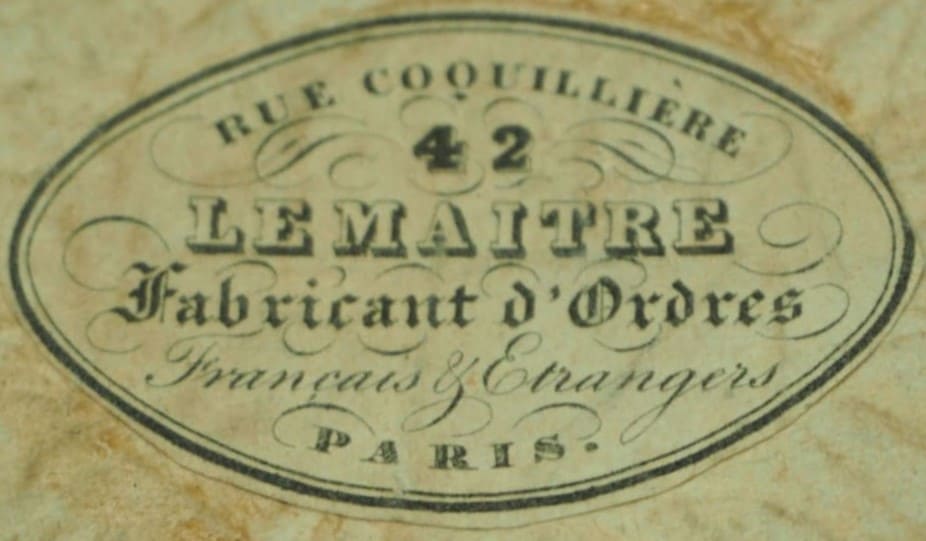 RUE COQUILLIÈRE
42
LEMAITRE
Fabricant d'Ordres
Français & Etrangers
PARIS.